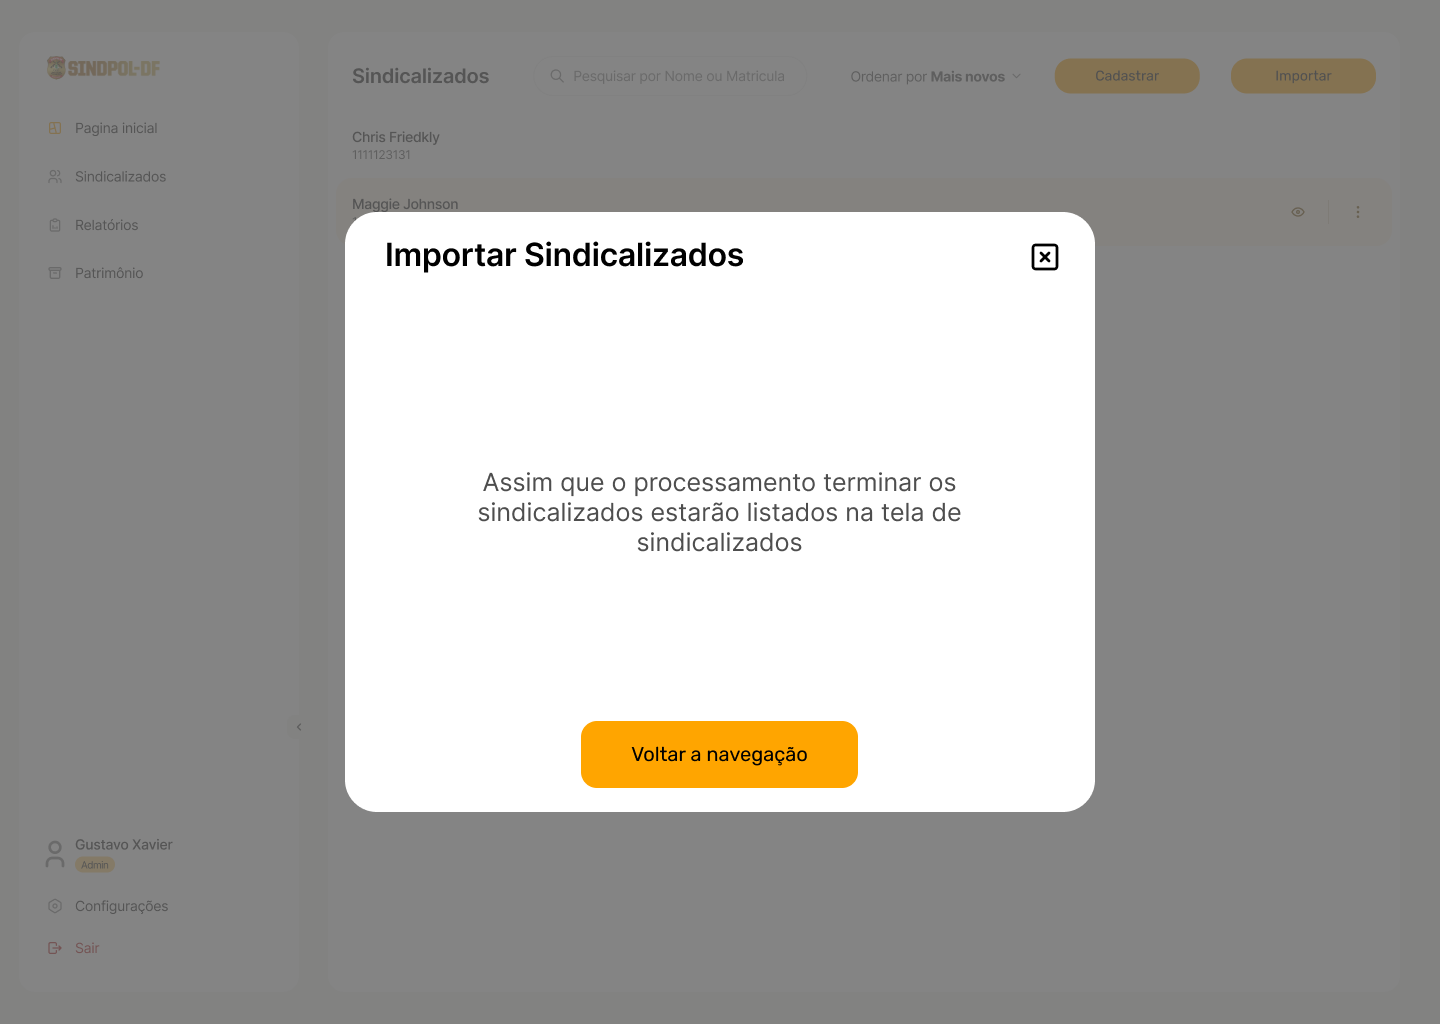 SINDPOL-DF
Pagina inicial
Sindicalizados
Relatórios
Patrimônio
Gustavo Xavier
Admin
Configurações
Sair
Sindicalizados
Pesquisar por Nome ou Matricula
Ordenar por Mais novos
Cadastrar
Importar
Chris Friedkly
1111123131
Maggie Johnson
Importar Sindicalizados
Assim que o processamento terminar os
sindicalizados estarão listados na tela de
sindicalizados
Voltar a navegação